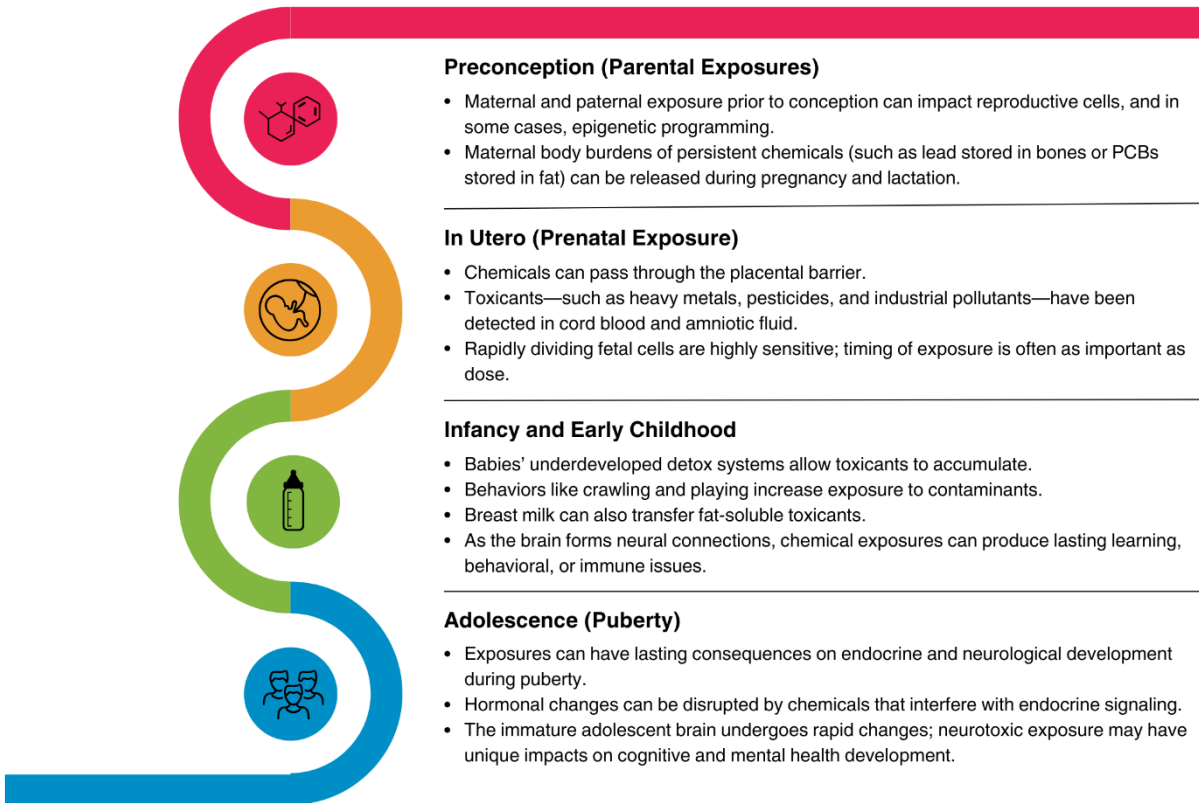 Preconception (Parental Exposures)
• Maternal and paternal exposure prior to conception can impact reproductive cells, and in
some cases, epigenetic programming.
• Maternal body burdens of persistent chemicals (such as lead stored in bones or PCBs
stored in fat) can be released during pregnancy and lactation.
In Utero (Prenatal Exposure)
• Chemicals can pass through the placental barrier.
• Toxicants—such as heavy metals, pesticides, and industrial pollutants—have been
detected in cord blood and amniotic fluid.
• Rapidly dividing fetal cells are highly sensitive; timing of exposure is often as important as
dose.
Infancy and Early Childhood
• Babies’ underdeveloped detox systems allow toxicants to accumulate.
• Behaviors like crawling and playing increase exposure to contaminants.
• Breast milk can also transfer fat-soluble toxicants.
• As the brain forms neural connections, chemical exposures can produce lasting learning,
behavioral, or immune issues.
Adolescence (Puberty)
• Exposures can have lasting consequences on endocrine and neurological development
during puberty.
• Hormonal changes can be disrupted by chemicals that interfere with endocrine signaling.
• The immature adolescent brain undergoes rapid changes; neurotoxic exposure may have
unique impacts on cognitive and mental health development.